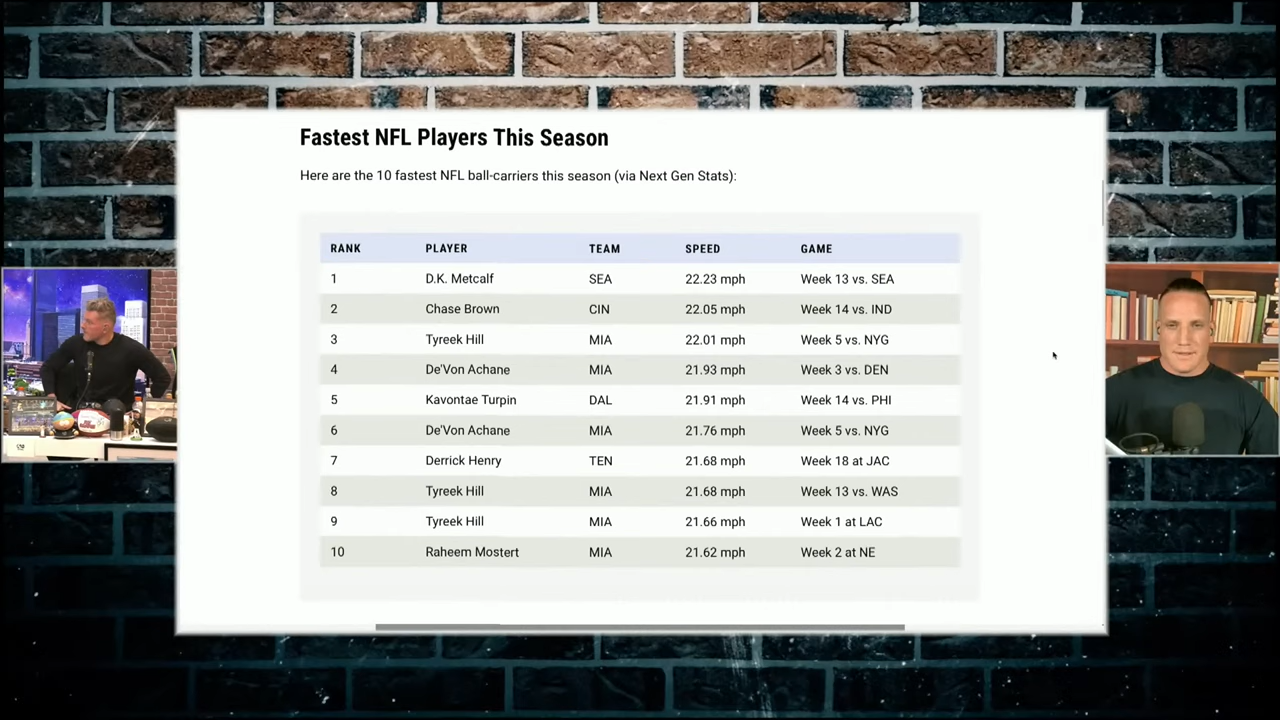 Fastest NFL Players This Season
Here are the 10 fastest NFL ball-carriers this season (via Next Gen Stats):
RANK PLAYER TEAM SPEED GAME
1 D.K. Metcalf SEA 22.23 mph Week 13 vs. SEA
2 Chase Brown CIN 22.05 mph Week 14 vs. IND
3 Tyreek Hill MIA 22.01 mph Week 5 vs. NYG
4 De'Von Achane MIA 21.93 mph Week 3 vs. DEN
5 Kavontae Turpin DAL 21.91 mph Week 14 vs. PHI
6 De'Von Achane MIA 21.76 mph Week 5 vs. NYG
7 Derrick Henry TEN 21.68 mph Week 18 at JAC
8 Tyreek Hill MIA 21.68 mph Week 13 vs. WAS
9 Tyreek Hill MIA 21.66 mph Week 1 at LAC
10 Raheem Mostert MIA 21.62 mph Week 2 at NE